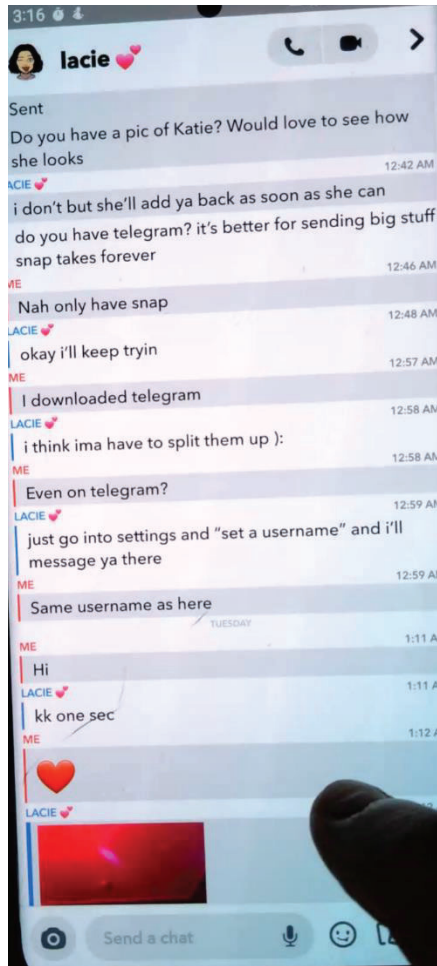 3:16
lacie 💕
Sent
Do you have a pic of Katie? Would love to see how
she looks
12:42 AM
ACIE 💕
i don't but she'll add ya back as soon as she can
do you have telegram? it's better for sending big stuff
snap takes forever
12:46 AM
ME
Nah only have snap
12:48 AM
LACIE 💕
okay i'll keep tryin
12:57 AM
ME
I downloaded telegram
12:58 AM
LACIE 💕
i think ima have to split them up ):
12:58 AM
ME
Even on telegram?
12:59 AM
LACIE 💕
just go into settings and “set a username” and i'll
message ya there
12:59 A
ME
Same username as here
TUESDAY
1:11 A
ME
Hi
1:11 A
LACIE 💕
kk one sec
1:12 A
ME
❤️
LACIE 💕
Send a chat